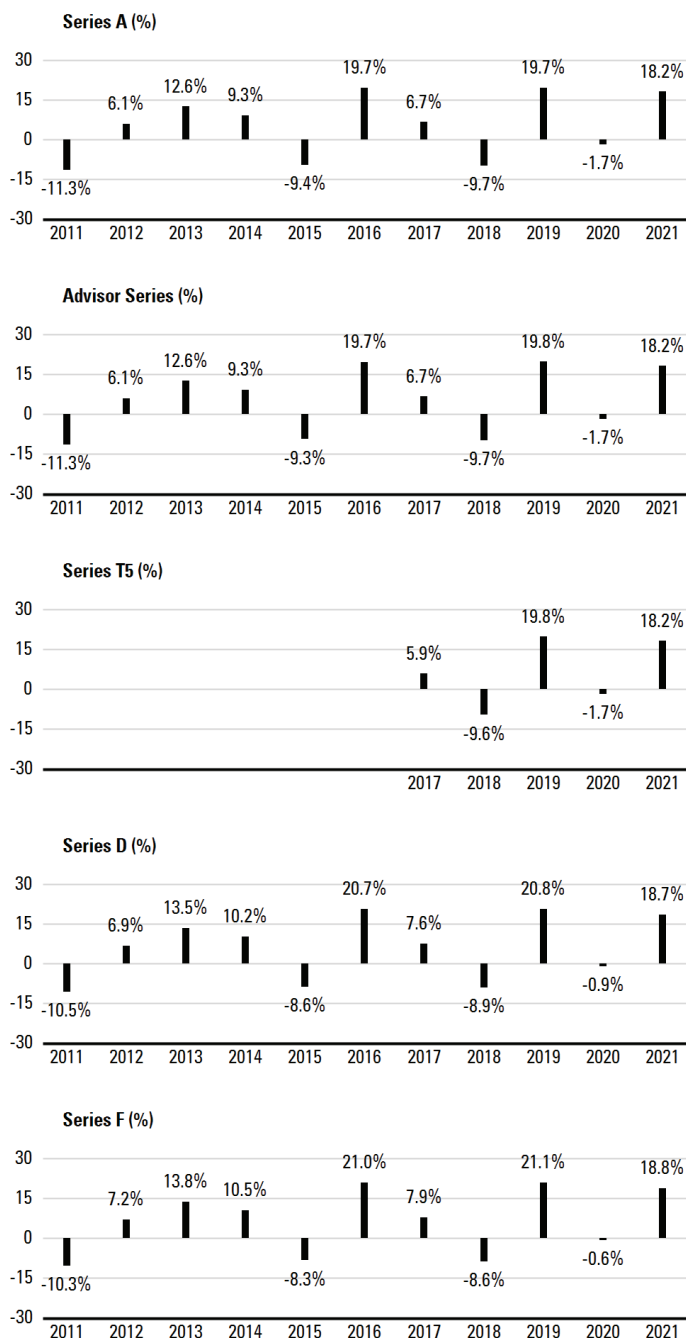 Series A (%)
30
19.7% 19.7% 18.2%
12.6%
15 6.1% 9.3% 6.7%
0
-1.7%
-15 -11.3% -9.4% -9.7%
-30
2011 2012 2013 2014 2015 2016 2017 2018 2019 2020 2021
Advisor Series (%)
30
19.7% 19.8% 18.2%
12.6%
15 6.1% 9.3% 6.7%
0
-1.7%
-15 -11.3% -9.3% -9.7%
-30
2011 2012 2013 2014 2015 2016 2017 2018 2019 2020 2021
Series T5 (%)
30
19.8% 18.2%
15 5.9%
0
-1.7%
-15 -9.6%
-30
2017 2018 2019 2020 2021
Series D (%)
30
20.7% 20.8% 18.7%
13.5%
15 6.9% 10.2% 7.6%
0
-0.9%
-15 -10.5% -8.6% -8.9%
-30
2011 2012 2013 2014 2015 2016 2017 2018 2019 2020 2021
Series F (%)
30
21.0% 21.1% 18.8%
13.8%
15 7.2% 10.5% 7.9%
0
-0.6%
-15 -10.3% -8.3% -8.6%
-30
2011 2012 2013 2014 2015 2016 2017 2018 2019 2020 2021